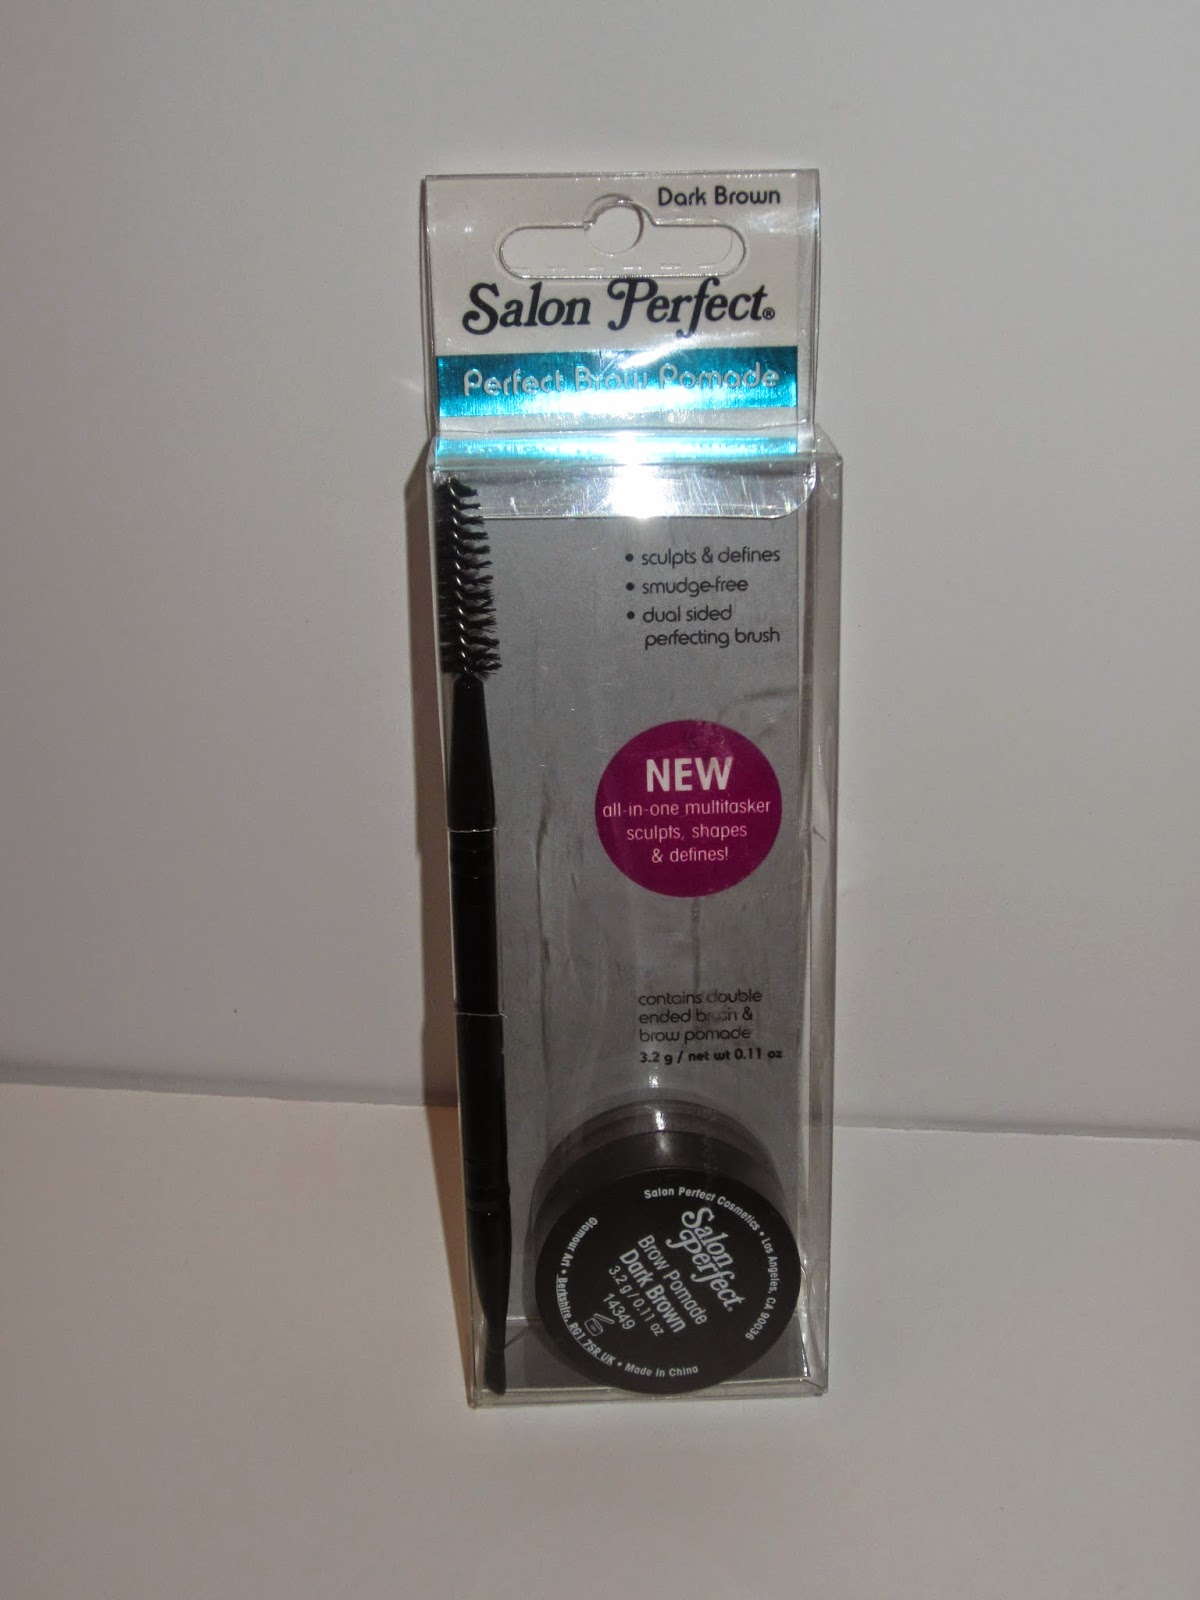 Dark Brown
Salon Perfect®
Perfect Brow Pomade
• sculpts & defines
• smudge-free
• dual sided
perfecting brush
NEW
all-in-one multitasker
sculpts, shapes
& defines!
contains double
ended brush &
brow pomade
3.2 g / net wt 0.11 oz
Salon Perfect Cosmetics • Los Angeles, CA 90036
Salon
Perfect.
Brow Pomade
Dark Brown
3.2 g / 0.11 oz
14349
Glamour Art • Berkshire, RG1 7SR UK • Made in China